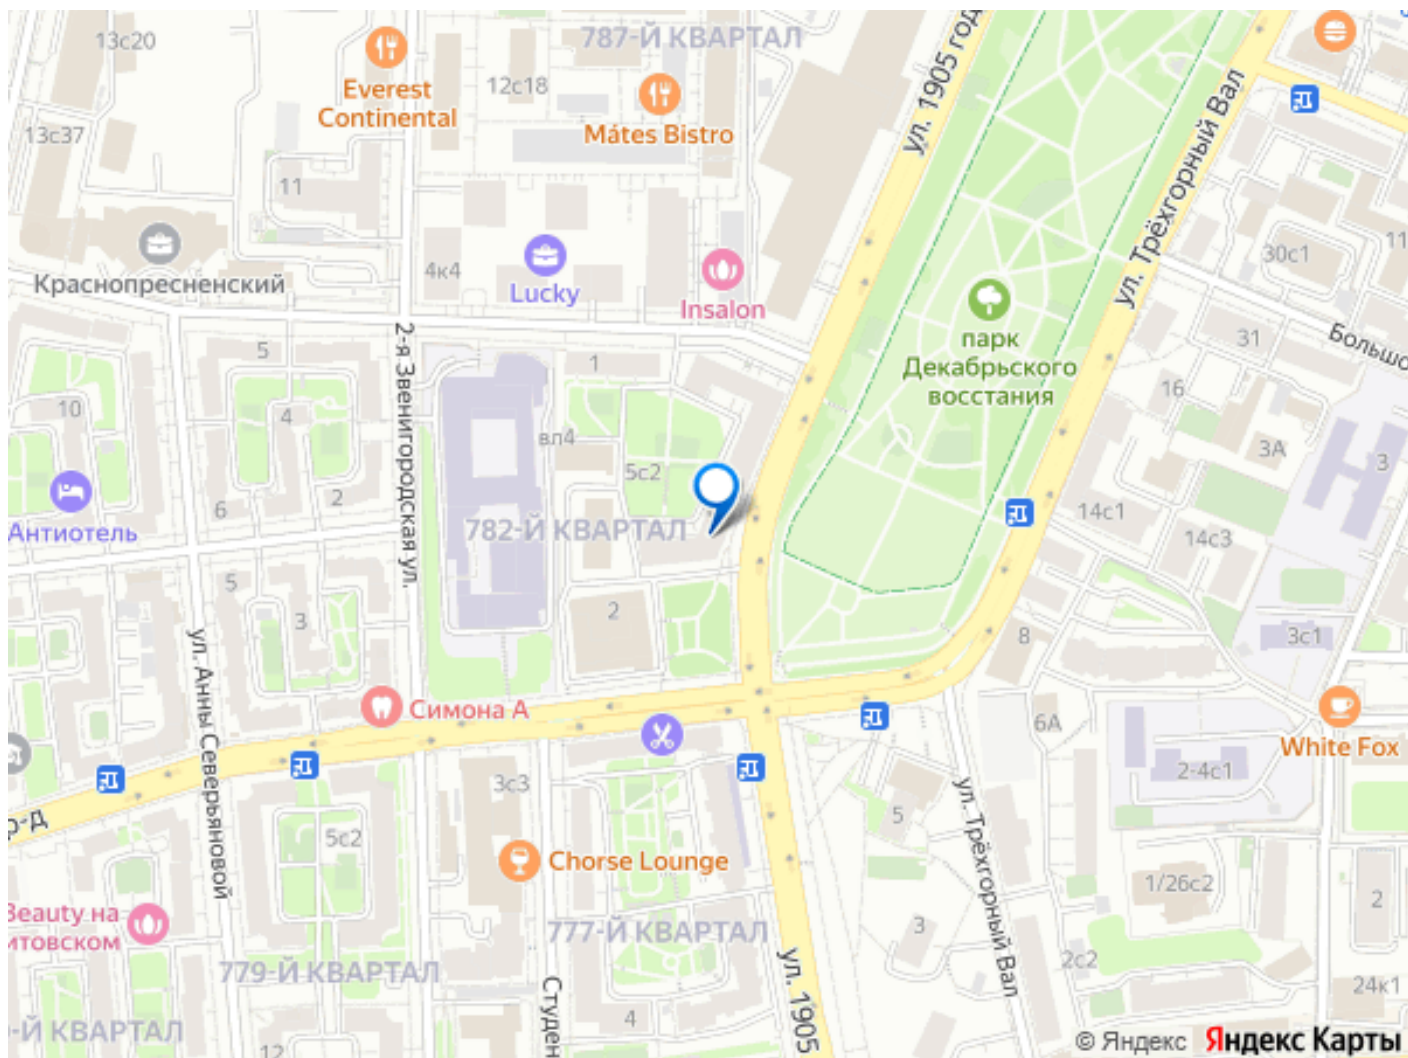 13с20
787-Й КВАРТАЛ
Everest
Continental
12с18
Mátes Bistro
ул. 1905 год
ул. Трёхгорный Вал
13с37
11
Краснопресненский
4к4
Lucky
Insalon
30с1
11
парк
Декабрьского
восстания
31
Большо
2-я Звенигородская ул.
5
1
10
4
16
вл4
5с2
3А
3
6
2
Антиотель
782-Й КВАРТАЛ
14с1
14с3
5
3
2
ул. Анны Северьяновой
8
3с1
Симона А
6А
White Fox
2-4с1
р-д
3с3
5с2
5
ул. Трёхгорный Вал
Chorse Lounge
1/26с2
2
Beauty на
итовском
777-Й КВАРТАЛ
3
779-Й КВАРТАЛ
2с2
ул. 1905
Студен
24к1
4
-Й КВАРТАЛ
12
© Яндекс Яндекс Карты